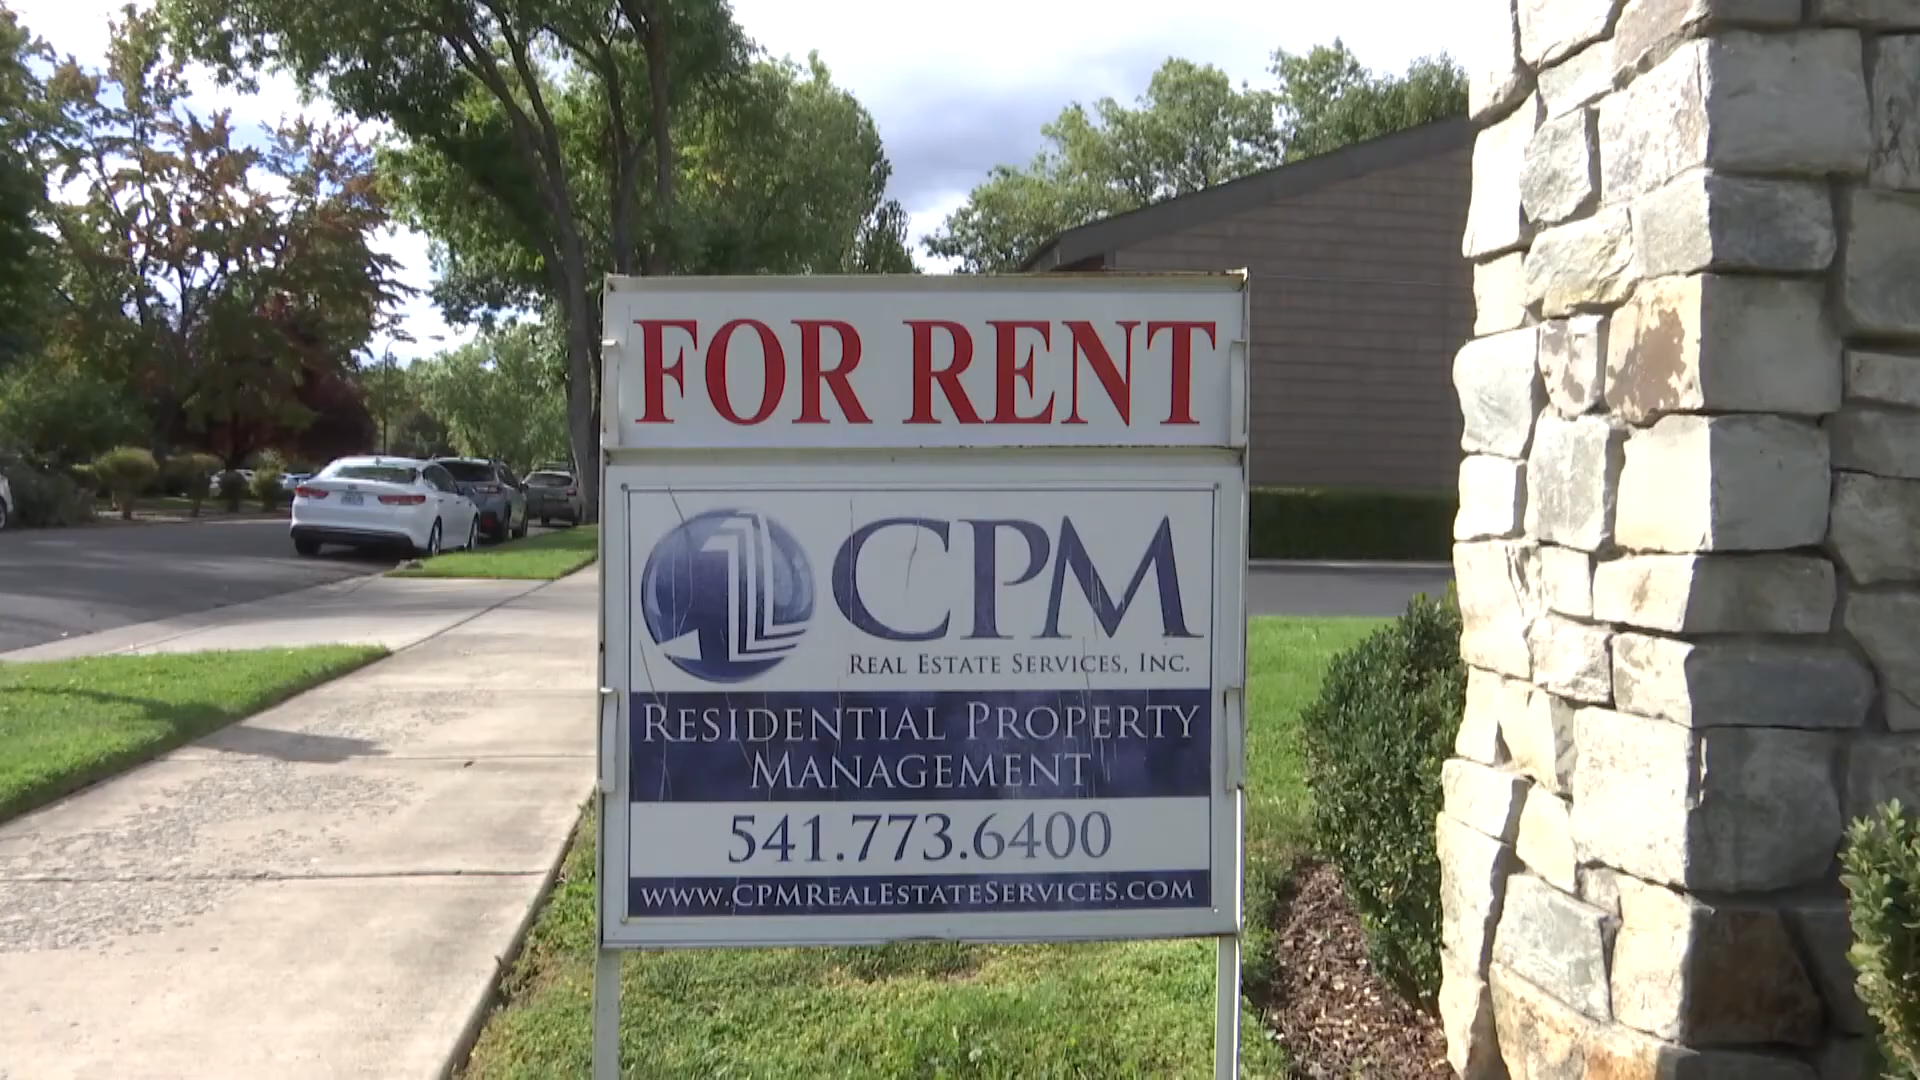 FOR RENT
CPM
REAL ESTATE SERVICES, INC.
RESIDENTIAL PROPERTY
MANAGEMENT
541.773.6400
WWW.CPMREALESTATESERVICES.COM